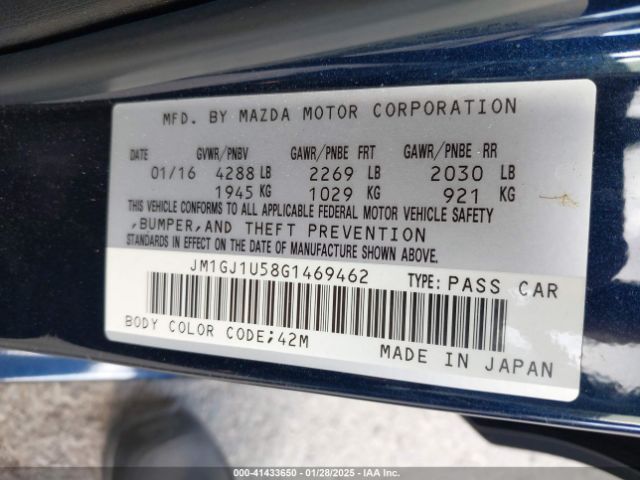 MFD. BY MAZDA MOTOR CORPORATION
DATE GVWR/PNBV GAWR/PNBE FRT GAWR/PNBE RR
01/16 4288 LB 2269 LB 2030 LB
1945 KG 1029 KG 921 KG
THIS VEHICLE CONFORMS TO ALL APPLICABLE FEDERAL MOTOR VEHICLE SAFETY
,BUMPER,AND THEFT PREVENTION
STANDARDS IN EFFECT ON THE DATE OF MANUFACTURE SHOWN ABOVE.
JM1GJ1U58G1469462 TYPE: PASS CAR
BODY COLOR CODE;42M
MADE IN JAPAN
000-41433650 - 01/28/2025 - IAA Inc.